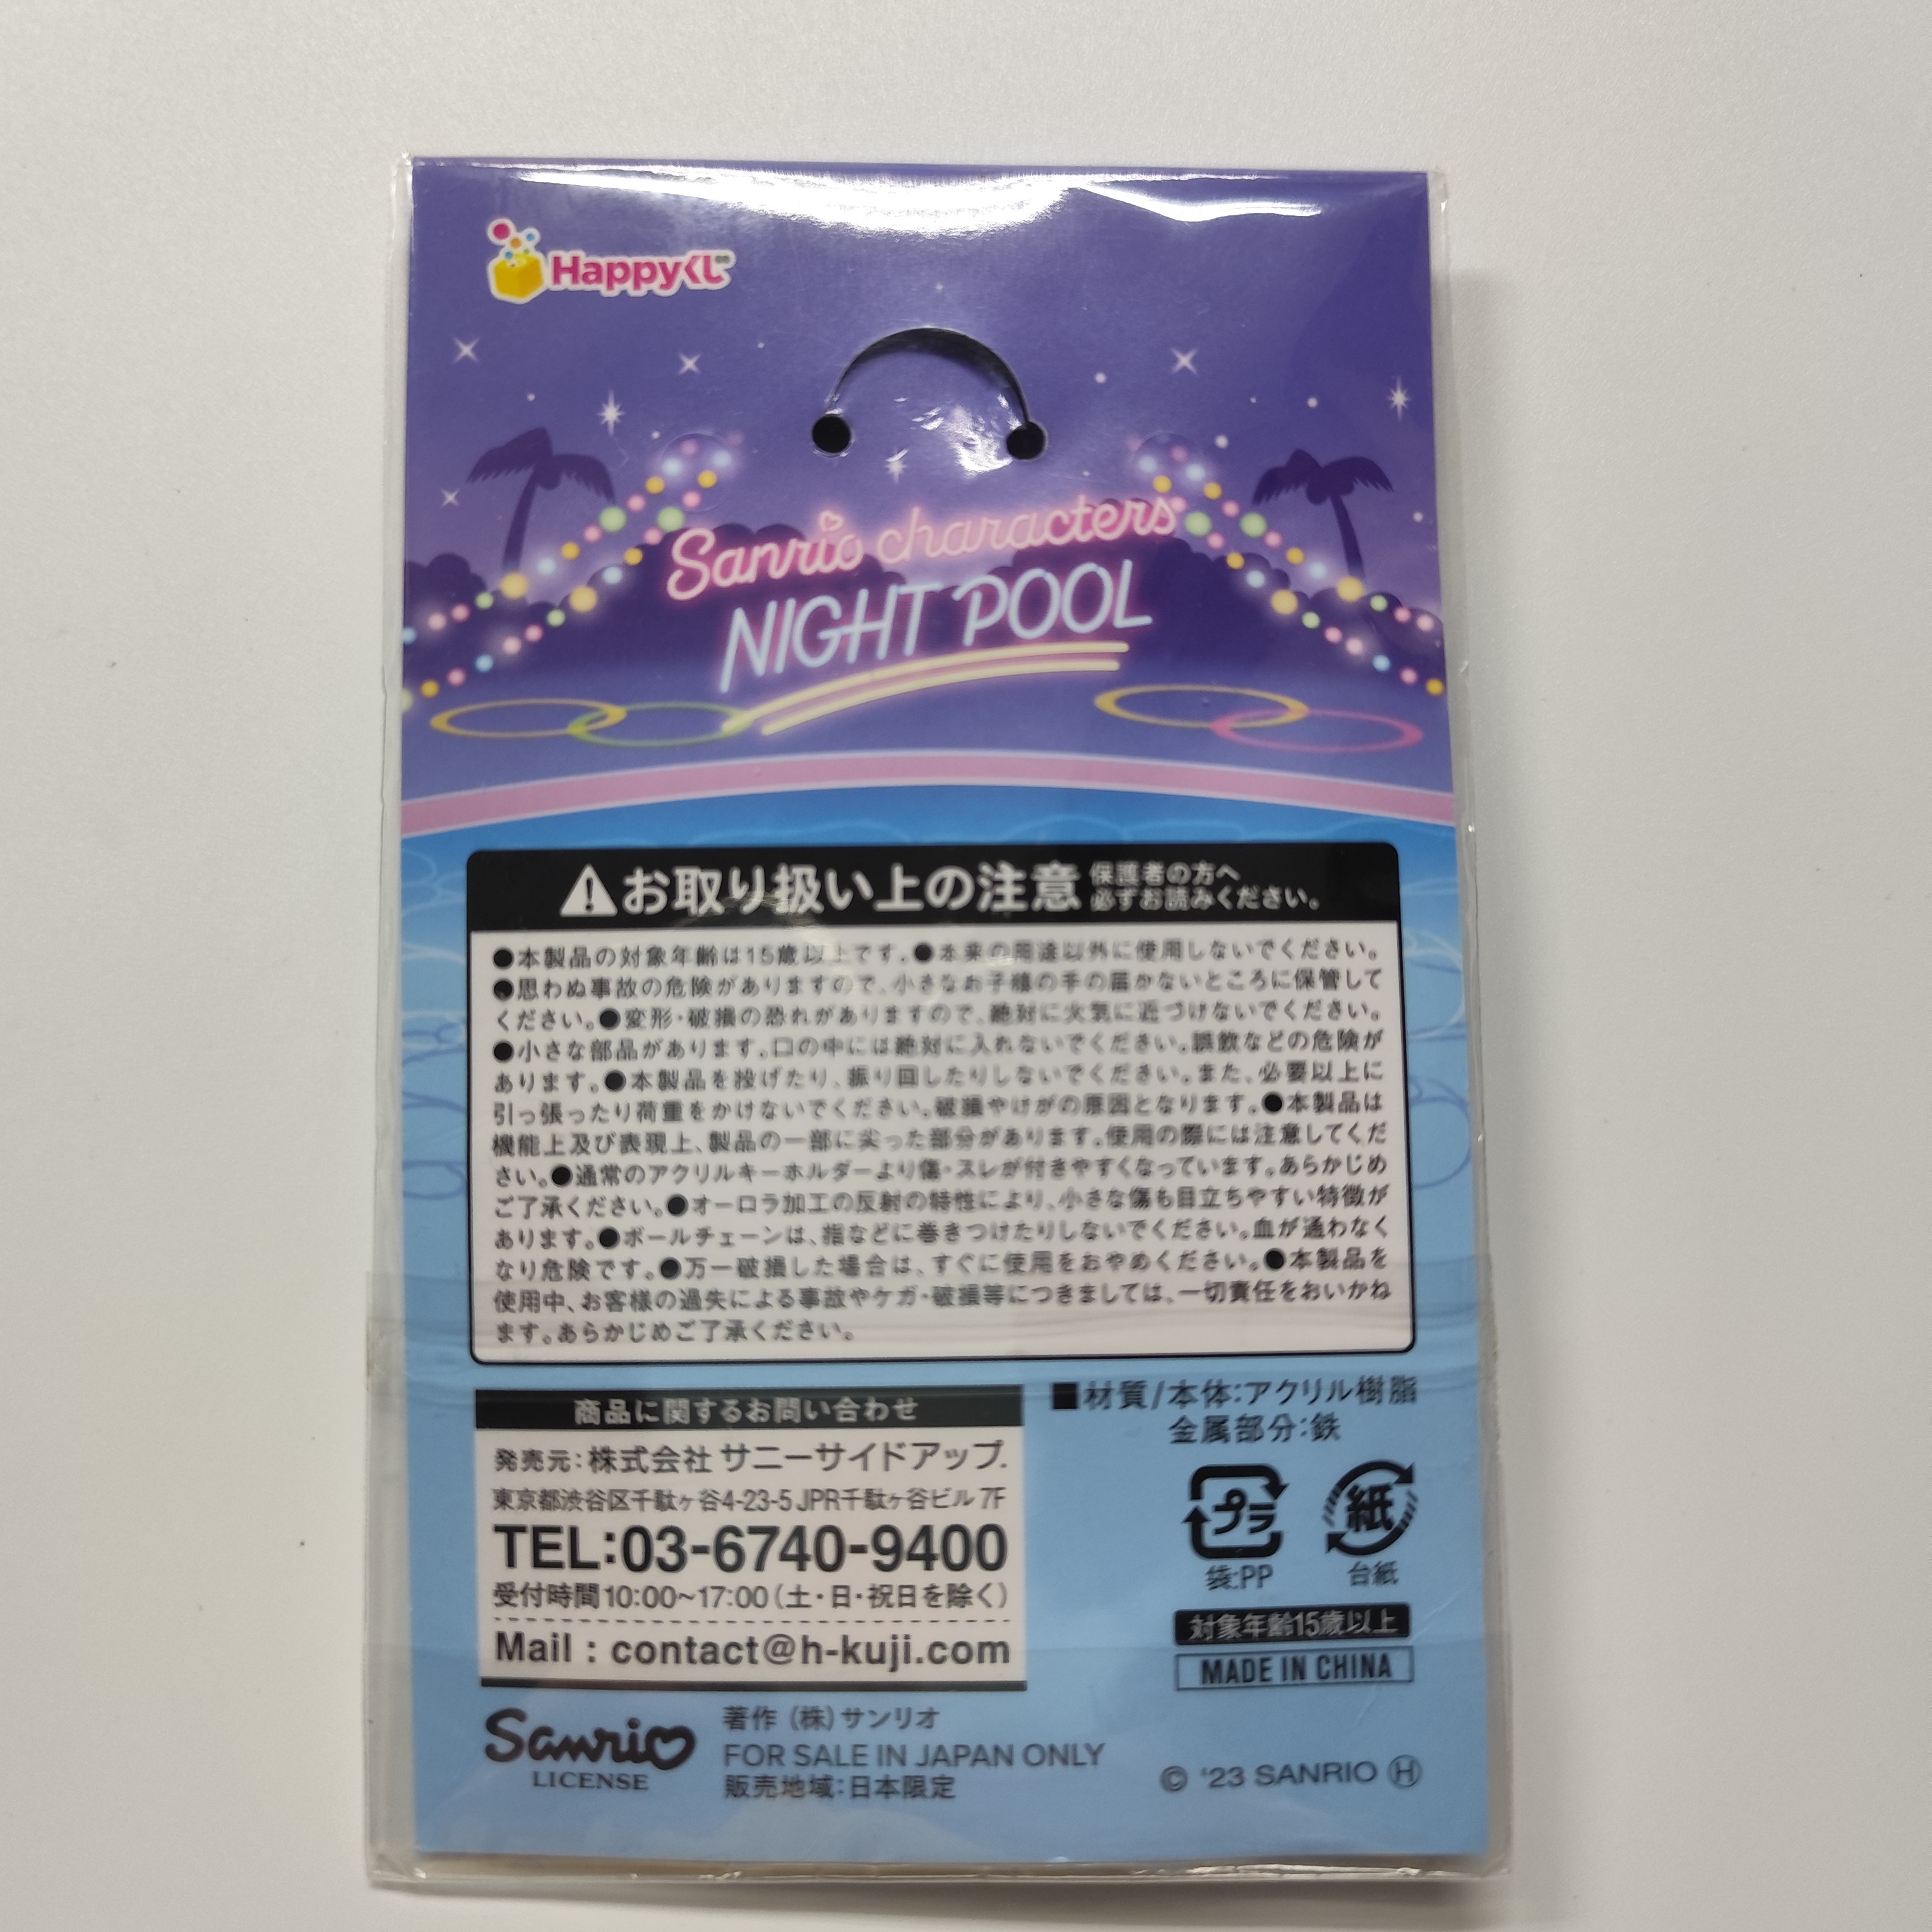 Happyくじ
Sanrio characters
NIGHT POOL
お取り扱い上の注意 保護者の方へ
必ずお読みください。
●本製品の対象年齢は15歳以上です。●本来の用途以外に使用しないでください。
●思わぬ事故の危険がありますので、小さなお子様の手の届かないところに保管して
ください。●変形・破損の恐れがありますので、絶対に火気に近づけないでください。
●小さな部品があります。口の中には絶対に入れないでください。誤飲などの危険が
あります。●本製品を投げたり、振り回したりしないでください。また、必要以上に
引っ張ったり荷重をかけないでください。破損やけがの原因となります。●本製品は
機能上及び表現上、製品の一部に尖った部分があります。使用の際には注意してくだ
さい。●通常のアクリルキーホルダーより傷・スレが付きやすくなっています。あらかじめ
ご了承ください。●オーロラ加工の反射の特性により、小さな傷も目立ちやすい特徴が
あります。●ボールチェーンは、指などに巻きつけたりしないでください。血が通わなく
なり危険です。●万一破損した場合は、すぐに使用をおやめください。●本製品を
使用中、お客様の過失による事故やケガ・破損等につきましては、一切責任をおいかね
ます。あらかじめご了承ください。
商品に関するお問い合わせ
発売元:株式会社 サニーサイドアップ.
東京都渋谷区千駄ヶ谷4-23-5 JPR千駄ヶ谷ビル 7F
TEL:03-6740-9400
受付時間10:00~17:00(土・日・祝日を除く)
Mail : contact@h-kuji.com
■材質/本体:アクリル樹脂
金属部分:鉄
プラ
袋:PP
紙
台紙
対象年齢15歳以上
MADE IN CHINA
Sanrio
LICENSE
著作 (株)サンリオ
FOR SALE IN JAPAN ONLY
販売地域:日本限定
© '23 SANRIO Ⓗ